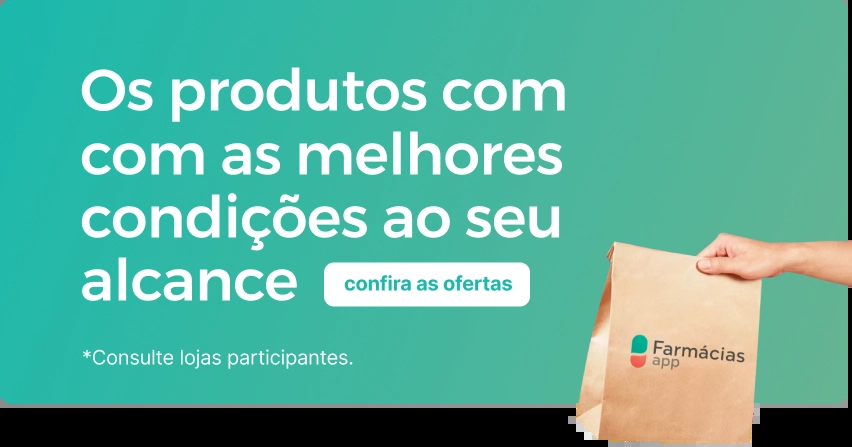 Os produtos com
com as melhores
condições ao seu
alcance confira as ofertas
*Consulte lojas participantes.
Farmácias
app